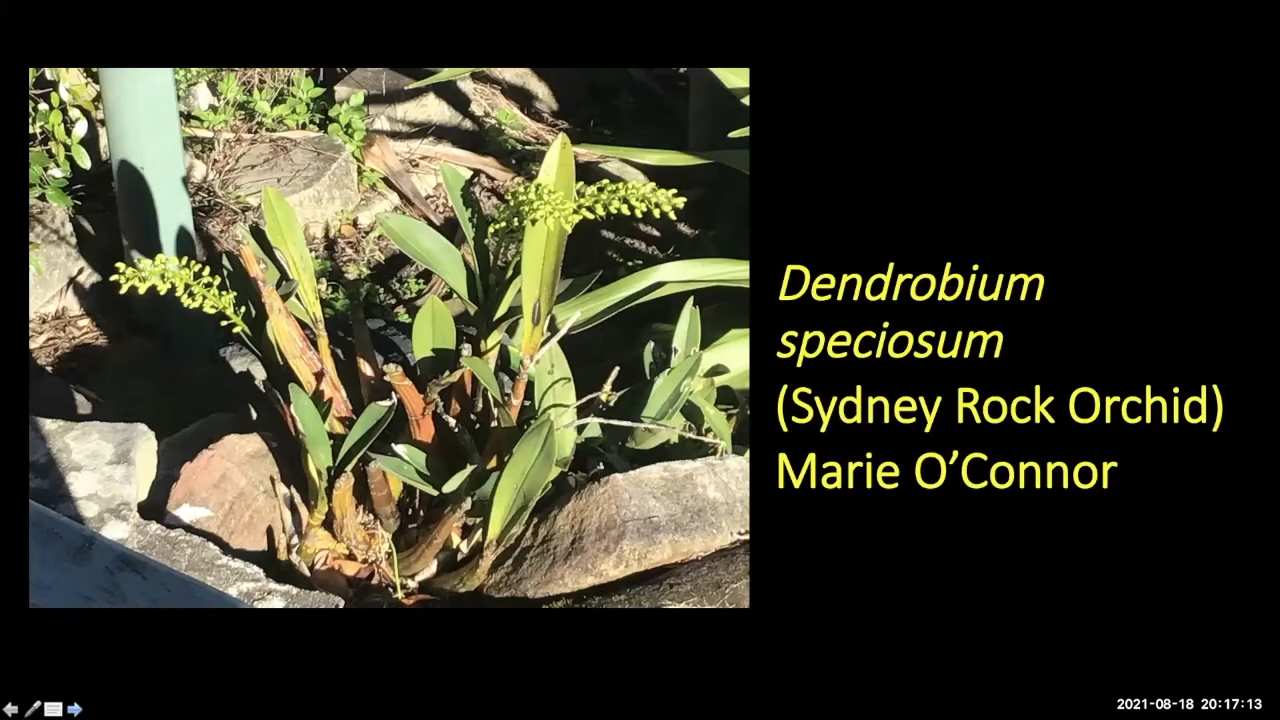 Dendrobium
speciosum
(Sydney Rock Orchid)
Marie O’Connor
2021-08-18 20:17:13